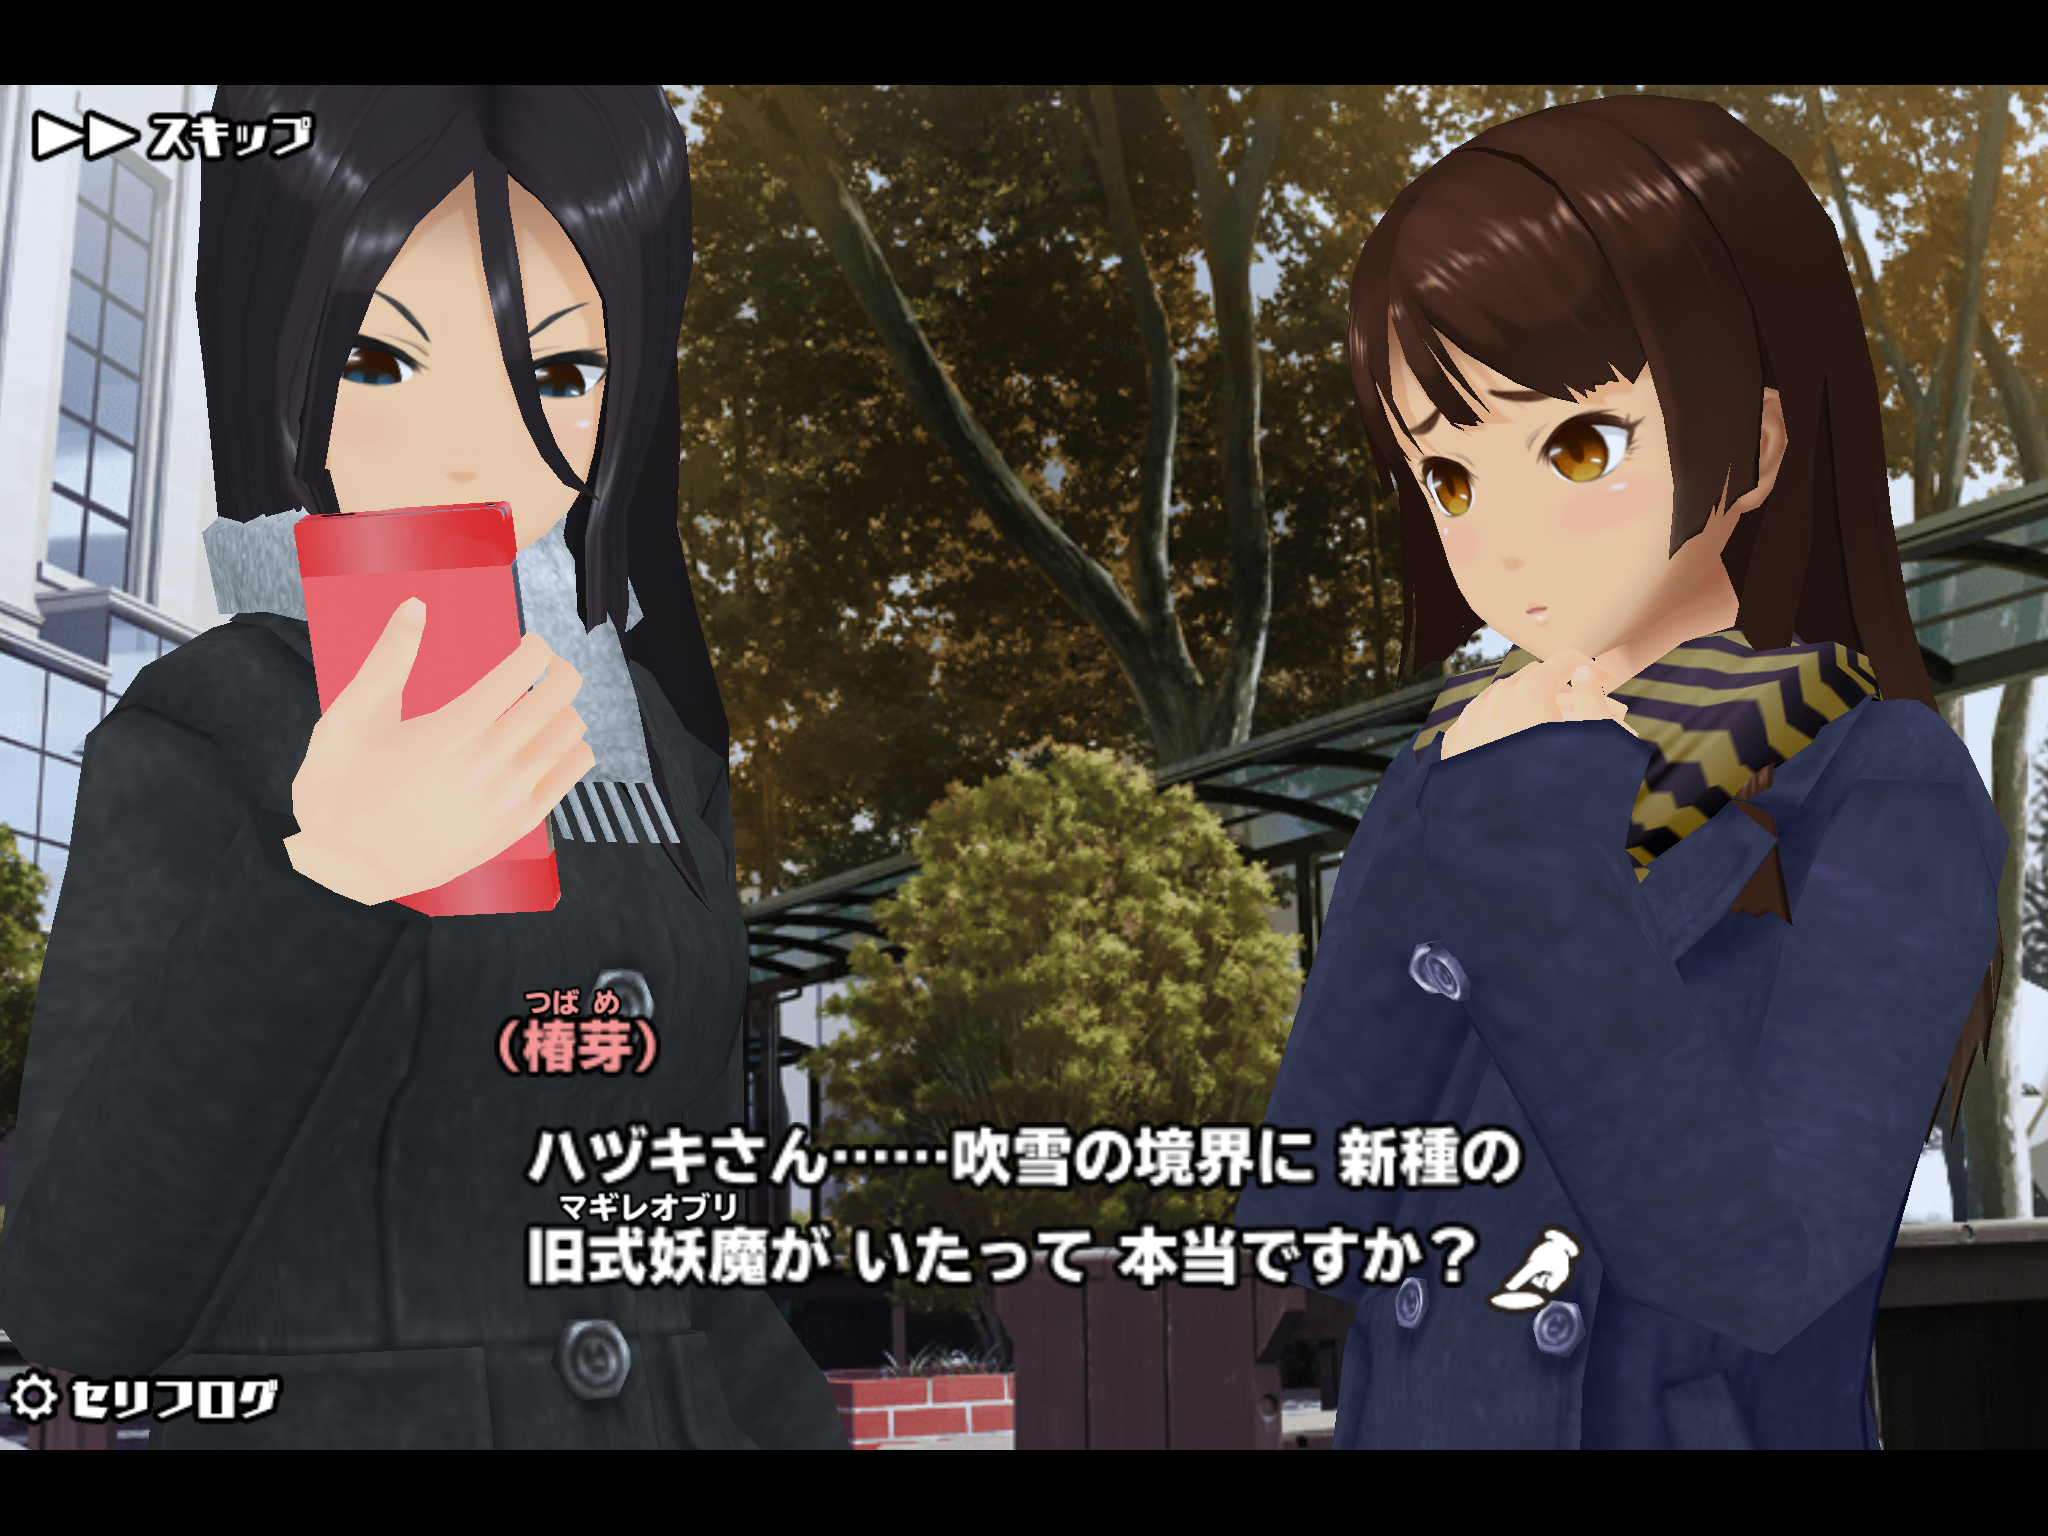 スキップ
つばめ
（椿芽）
ハヅキさん……吹雪の境界に 新種の
マギレオブリ
旧式妖魔が いたって 本当ですか？
セリフログ